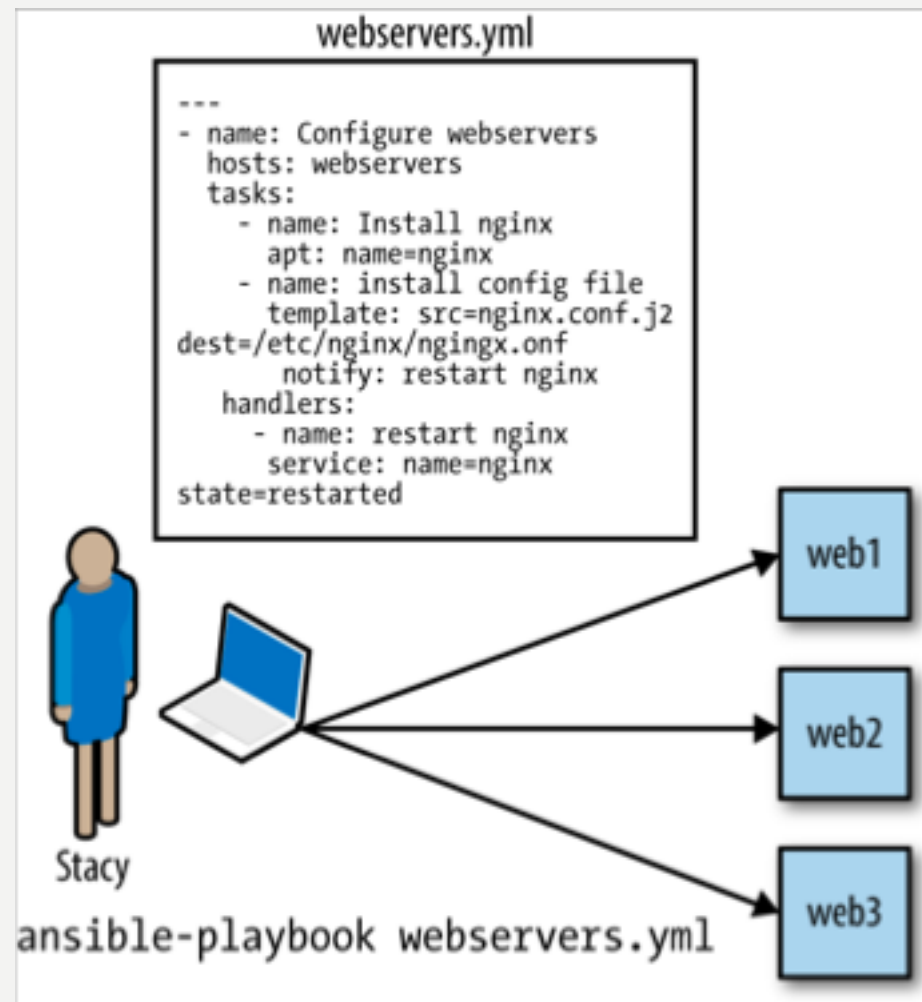 webservers.yml
---
- name: Configure webservers
  hosts: webservers
  tasks:
    - name: Install nginx
      apt: name=nginx
    - name: install config file
      template: src=nginx.conf.j2
dest=/etc/nginx/ngingx.onf
       notify: restart nginx
   handlers:
     - name: restart nginx
      service: name=nginx
state=restarted
web1
web2
web3
Stacy
ansible-playbook webservers.yml